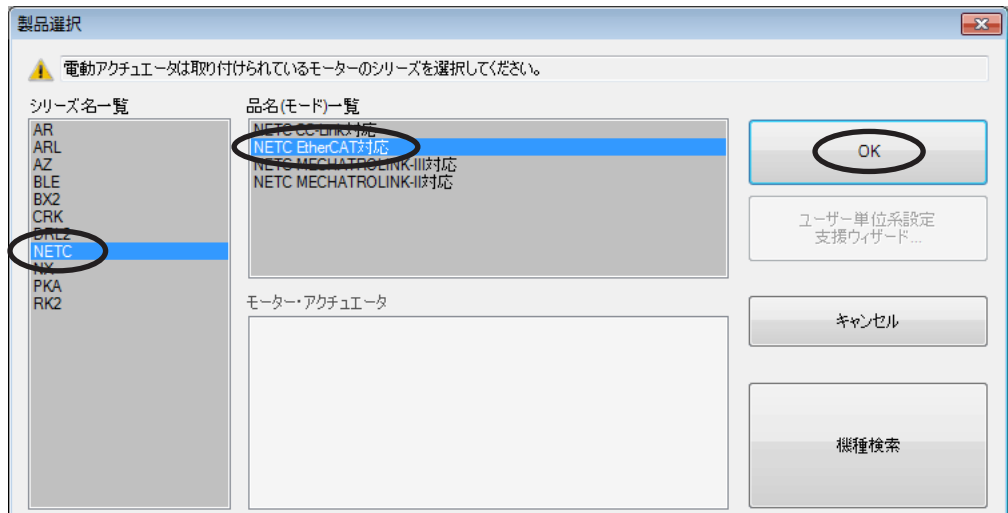 製品選択
電動アクチュエータは取り付けられているモーターのシリーズを選択してください。
シリーズ名一覧
AR
ARL
AZ
BLE
BX2
CRK
DRL2
NETC
NX
PKA
RK2
品名(モード)一覧
NETC CC-Link対応
NETC EtherCAT対応
NETC MECHATROLINK-III対応
NETC MECHATROLINK-II対応
モーター・アクチュエータ
OK
ユーザー単位系設定
支援ウィザード...
キャンセル
機種検索